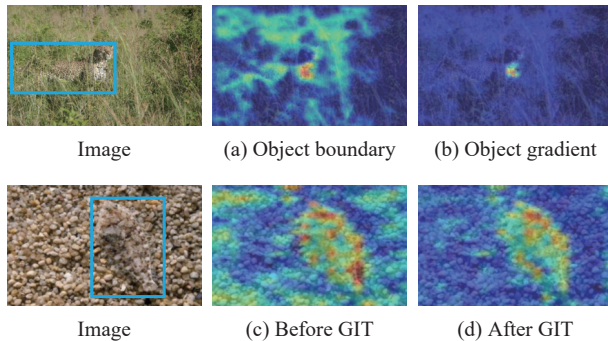 Image
(a) Object boundary
(b) Object gradient
Image
(c) Before GIT
(d) After GIT